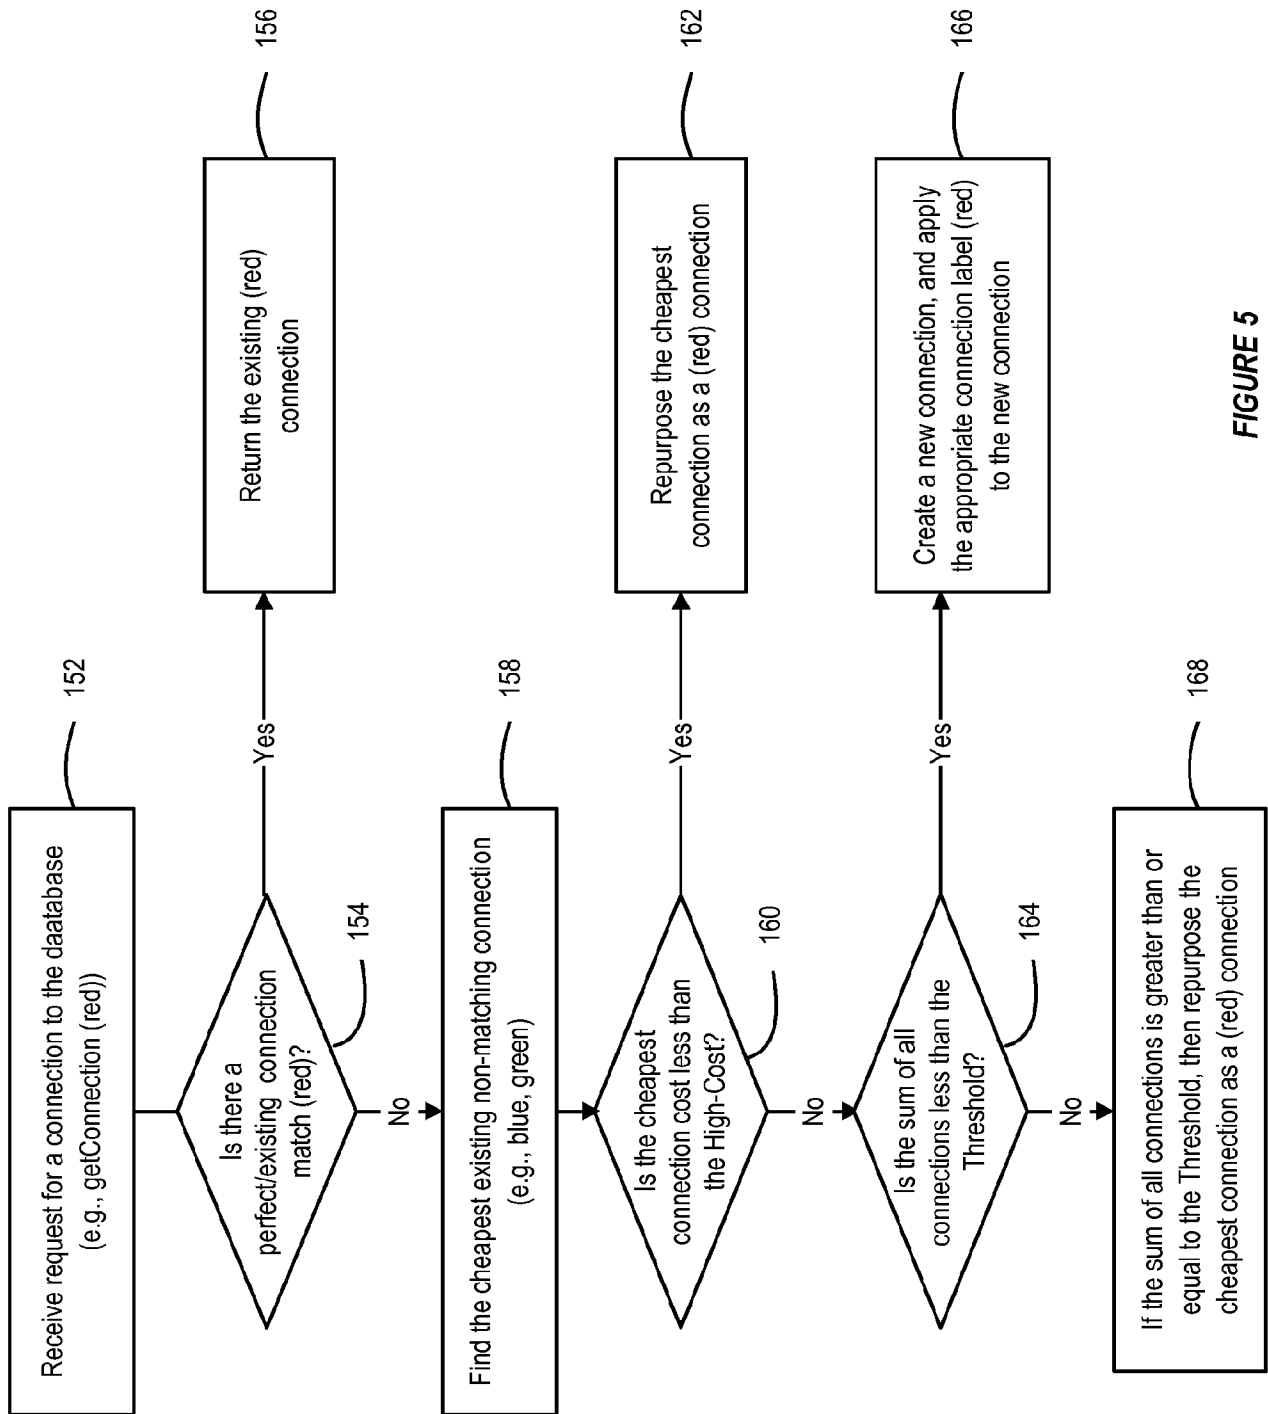 Receive request for a connection to the daatabase
(e.g., getConnection (red))
152
Is there a
perfect/existing connection
match (red)?
154
Yes
Return the existing (red)
connection
156
No
Find the cheapest existing non-matching connection
(e.g., blue, green)
158
Is the cheapest
connection cost less than
the High-Cost?
160
Yes
Repurpose the cheapest
connection as a (red) connection
162
No
Is the sum of all
connections less than the
Threshold?
164
Yes
Create a new connection, and apply
the appropriate connection label (red)
to the new connection
166
No
If the sum of all connections is greater than or
equal to the Threshold, then repurpose the
cheapest connection as a (red) connection
168
FIGURE 5